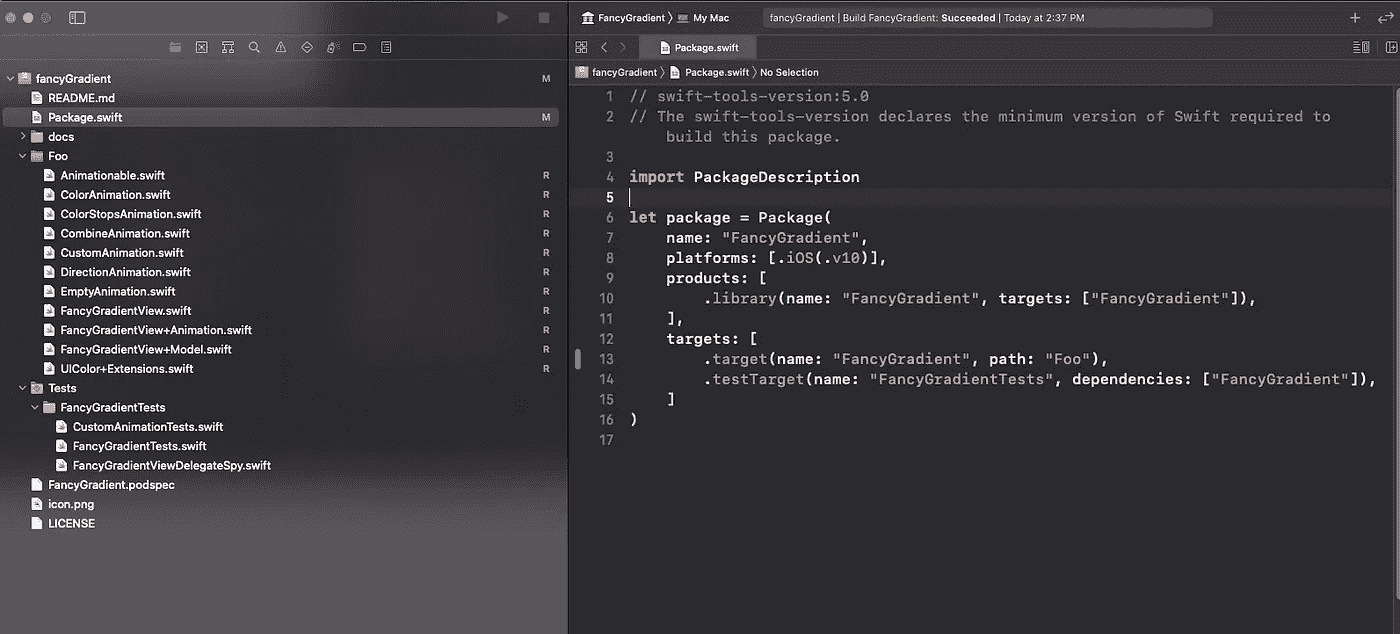 FancyGradient 〉 My Mac
fancyGradient | Build FancyGradient: Succeeded | Today at 2:37 PM
Package.swift
fancyGradient 〉 Package.swift 〉 No Selection
fancyGradient M
README.md
Package.swift M
docs
Foo
Animationable.swift R
ColorAnimation.swift R
ColorStopsAnimation.swift R
CombineAnimation.swift R
CustomAnimation.swift R
DirectionAnimation.swift R
EmptyAnimation.swift R
FancyGradientView.swift R
FancyGradientView+Animation.swift R
FancyGradientView+Model.swift R
UIColor+Extensions.swift R
Tests
FancyGradientTests
CustomAnimationTests.swift
FancyGradientTests.swift
FancyGradientViewDelegateSpy.swift
FancyGradient.podspec
icon.png
LICENSE
1 // swift-tools-version:5.0
2 // The swift-tools-version declares the minimum version of Swift required to
build this package.
3
4 import PackageDescription
5
6 let package = Package(
7     name: "FancyGradient",
8     platforms: [.iOS(.v10)],
9     products: [
10         .library(name: "FancyGradient", targets: ["FancyGradient"]),
11     ],
12     targets: [
13         .target(name: "FancyGradient", path: "Foo"),
14         .testTarget(name: "FancyGradientTests", dependencies: ["FancyGradient"]),
15     ]
16 )
17